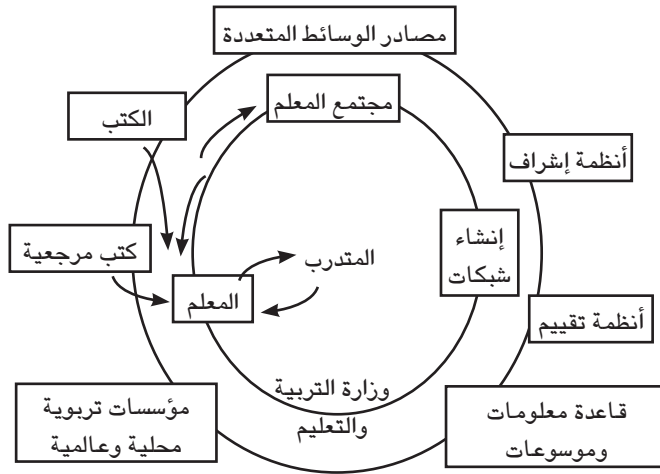 مصادر الوسائط المتعددة
مجتمع المعلم
الكتب
أنظمة إشراف
إنشاء
شبكات
كتب مرجعية
المتدرب
المعلم
أنظمة تقييم
وزارة التربية
والتعليم
قاعدة معلومات
وموسوعات
مؤسسات تربوية
محلية وعالمية